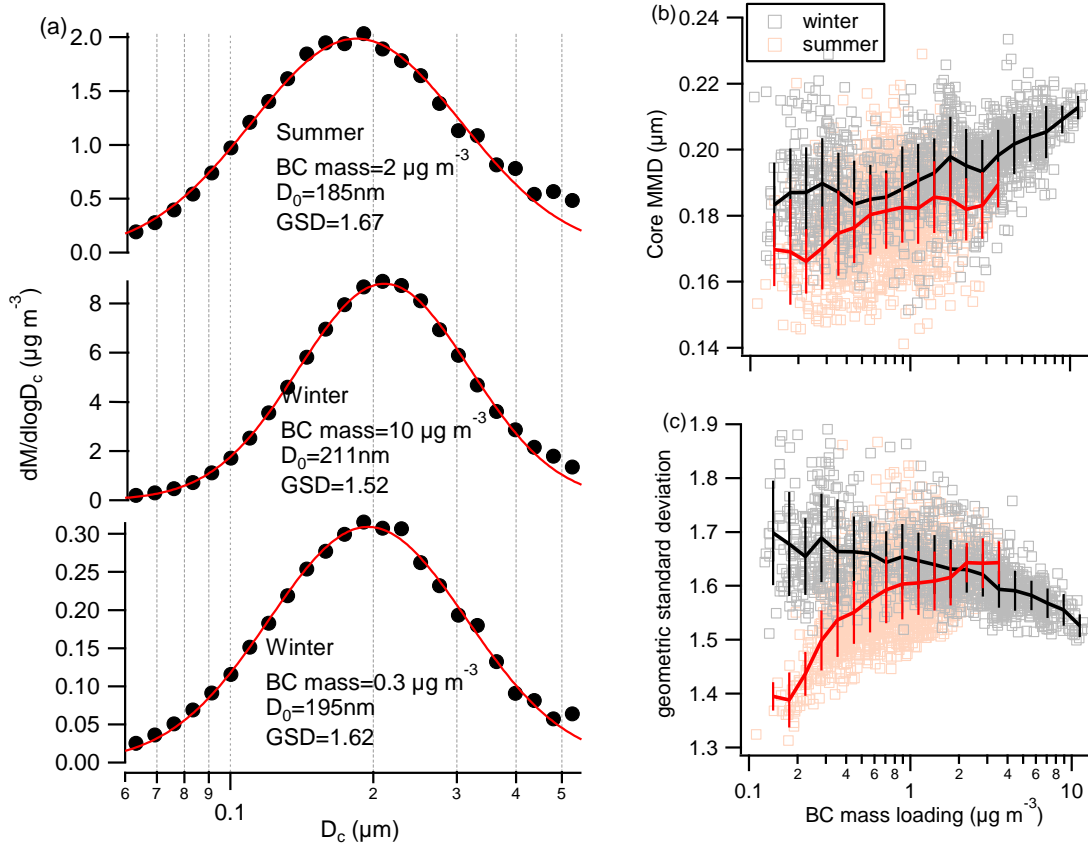 (a)
2.0
1.5
1.0
0.5
0.0
Summer
BC mass=2 µg m⁻³
D₀=185nm
GSD=1.67
8
6
4
2
0
Winter
BC mass=10 µg m⁻³
D₀=211nm
GSD=1.52
dM/dlogD꜀ (µg m⁻³)
0.30
0.25
0.20
0.15
0.10
0.05
0.00
Winter
BC mass=0.3 µg m⁻³
D₀=195nm
GSD=1.62
6 7 8 9 0.1 2 3 4 5
D꜀ (µm)
(b)
winter
summer
0.24
0.22
0.20
0.18
0.16
0.14
Core MMD (µm)
(c)
1.9
1.8
1.7
1.6
1.5
1.4
1.3
geometric standard deviation
0.1 2 4 6 8 1 2 4 6 8 10
BC mass loading (µg m⁻³)